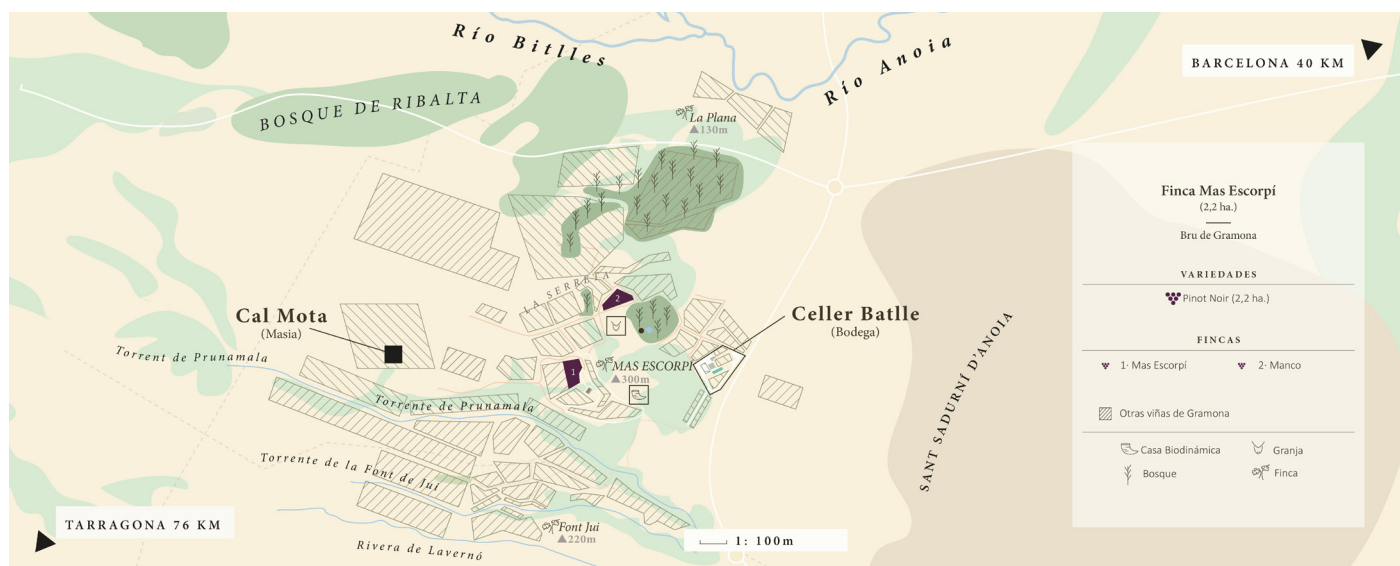 Río Bitlles
Río Anoia
BARCELONA 40 KM
BOSQUE DE RIBALTA
La Plana
▲130m
Finca Mas Escorpí
(2,2 ha.)
Bru de Gramona
VARIEDADES
Pinot Noir (2,2 ha.)
FINCAS
1· Mas Escorpí
2· Manco
Otras viñas de Gramona
Casa Biodinámica
Granja
Bosque
Finca
LA SERRETA
2
Cal Mota
(Masia)
Celler Batlle
(Bodega)
Torrent de Prunamala
1
MAS ESCORPÍ
▲300m
SANT SADURNÍ D'ANOIA
Torrente de Prunamala
Torrente de la Font de Jui
Font Jui
▲220m
TARRAGONA 76 KM
Rivera de Lavernó
1: 100m